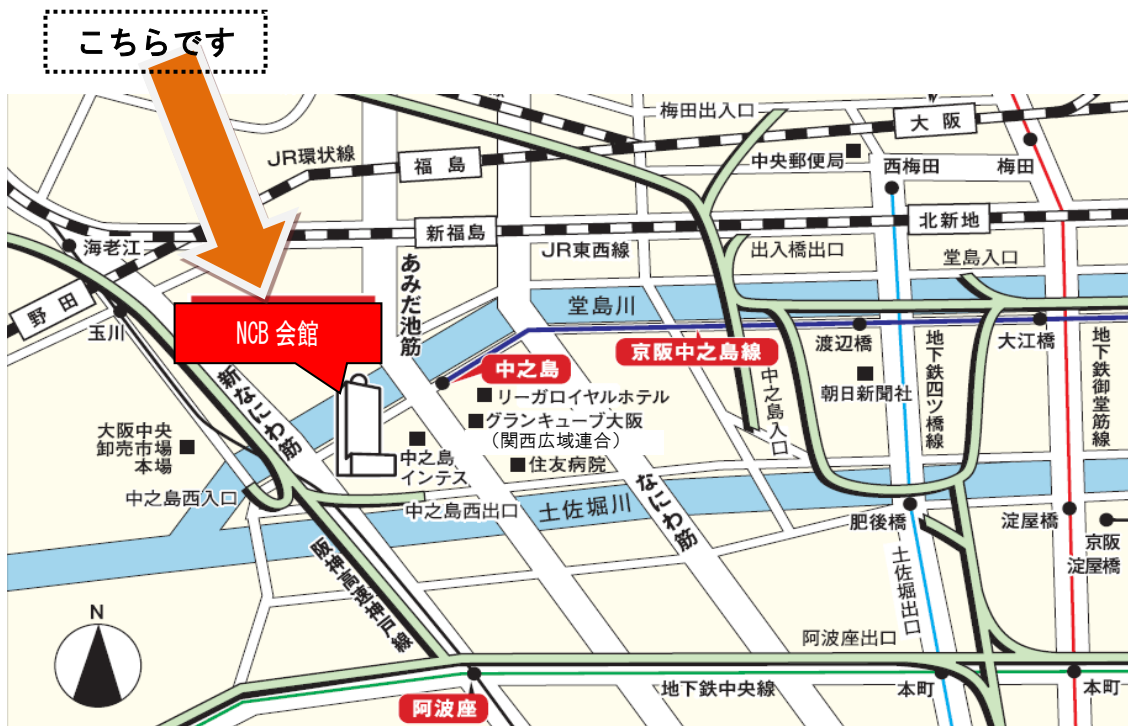 こちらです
梅田出入口
大阪
JR環状線
福島
中央郵便局
西梅田
梅田
海老江
新福島
JR東西線
出入橋出口
北新地
堂島入口
野田
玉川
NCB 会館
あみだ池筋
堂島川
中之島
京阪中之島線
渡辺橋
大江橋
地下鉄四ツ橋線
地下鉄御堂筋線
新なにわ筋
リーガロイヤルホテル
グランキューブ大阪
(関西広域連合)
中之島入口
朝日新聞社
大阪中央
卸売市場
本場
中之島
インテス
住友病院
中之島西入口
中之島西出口
土佐堀川
なにわ筋
肥後橋
淀屋橋
京阪
淀屋橋
阪神高速神戸線
土佐堀出口
N
阿波座出口
阿波座
地下鉄中央線
本町
本町